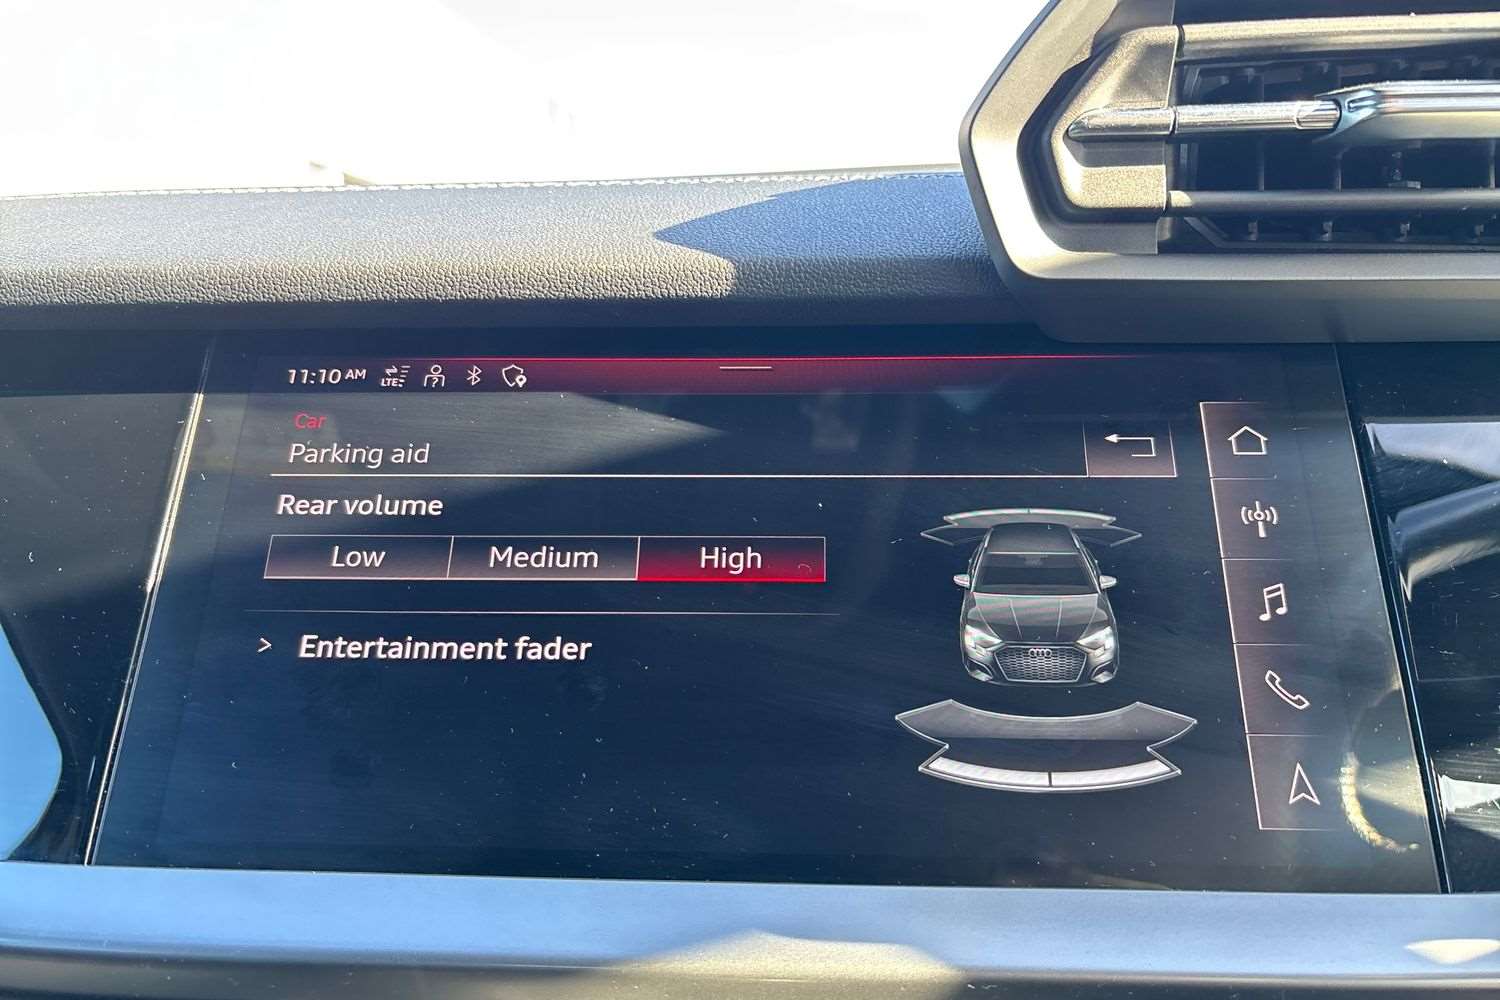 11:10 AM
LTE
Car
Parking aid
Rear volume
Low Medium High
Entertainment fader